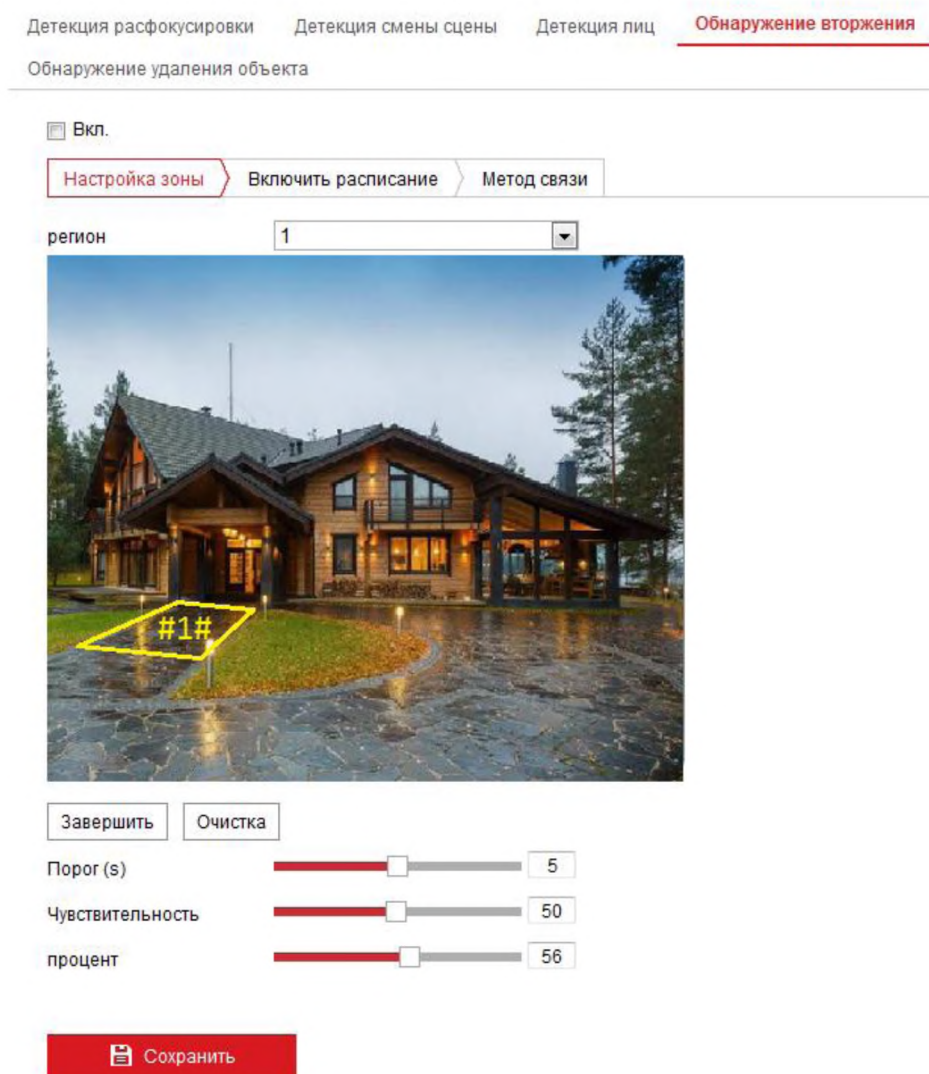 Детекция расфокусировки Детекция смены сцены Детекция лиц Обнаружение вторжения
Обнаружение удаления объекта
Вкл.
Настройка зоны Включить расписание Метод связи
регион 1
#1#
Завершить Очистка
Порог (s) 5
Чувствительность 50
процент 56
Сохранить